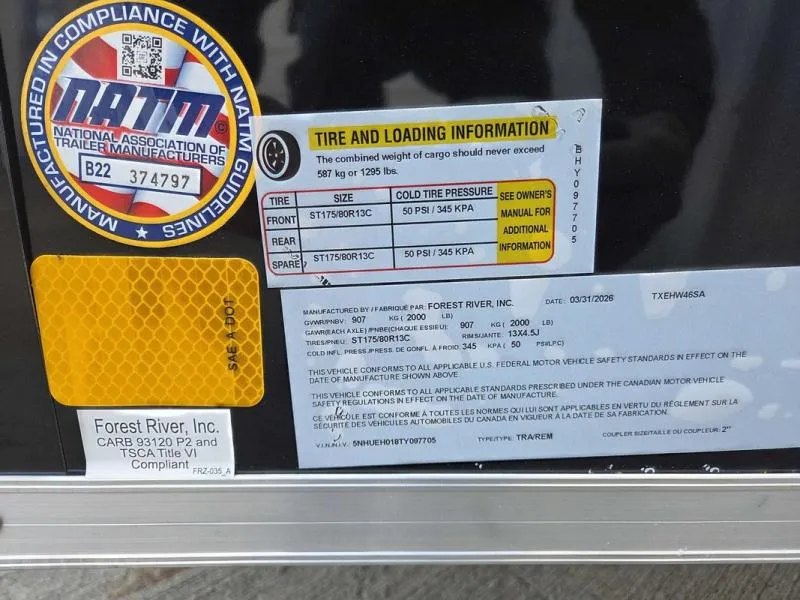 MANUFACTURED IN COMPLIANCE WITH NATM GUIDELINES
NATM©
NATIONAL ASSOCIATION OF
TRAILER MANUFACTURERS
B22 374797
TIRE AND LOADING INFORMATION
The combined weight of cargo should never exceed
587 kg or 1295 lbs.
TIRE SIZE COLD TIRE PRESSURE SEE OWNER'S
MANUAL FOR
ADDITIONAL
INFORMATION
FRONT ST175/80R13C 50 PSI / 345 KPA
REAR
SPARE ST175/80R13C 50 PSI / 345 KPA
BHY097705
SAE A DOT
MANUFACTURED BY / FABRIQUÉ PAR: FOREST RIVER, INC. DATE: 03/31/2026 TXEHW46SA
GVWR/PNBV: 907 KG ( 2000 LB)
GAWR(EACH AXLE) /PNBE(CHAQUE ESSIEU): 907 KG ( 2000 LB)
TIRES/PNEU: ST175/80R13C RIMS/JANTE: 13X4.5J
COLD INFL. PRESS./PRESS. DE GONFL. À FROID: 345 KPA ( 50 PSI/LPC)
THIS VEHICLE CONFORMS TO ALL APPLICABLE U.S. FEDERAL MOTOR VEHICLE SAFETY STANDARDS IN EFFECT ON THE
DATE OF MANUFACTURE SHOWN ABOVE.
THIS VEHICLE CONFORMS TO ALL APPLICABLE STANDARDS PRESCRIBED UNDER THE CANADIAN MOTOR VEHICLE
SAFETY REGULATIONS IN EFFECT ON THE DATE OF MANUFACTURE.
CE VÉHICULE EST CONFORME À TOUTES LES NORMES QUI LUI SONT APPLICABLES EN VERTU DU RÈGLEMENT SUR LA
SÉCURITÉ DES VÉHICULES AUTOMOBILES DU CANADA EN VIGUEUR À LA DATE DE SA FABRICATION.
V.I.N./N.I.V.: 5NHUEH018TY097705 TYPE/TYPE: TRA/REM COUPLER SIZE/TAILLE DU COUPLEUR: 2"
Forest River, Inc.
CARB 93120 P2 and
TSCA Title VI
Compliant
FRZ-035_A